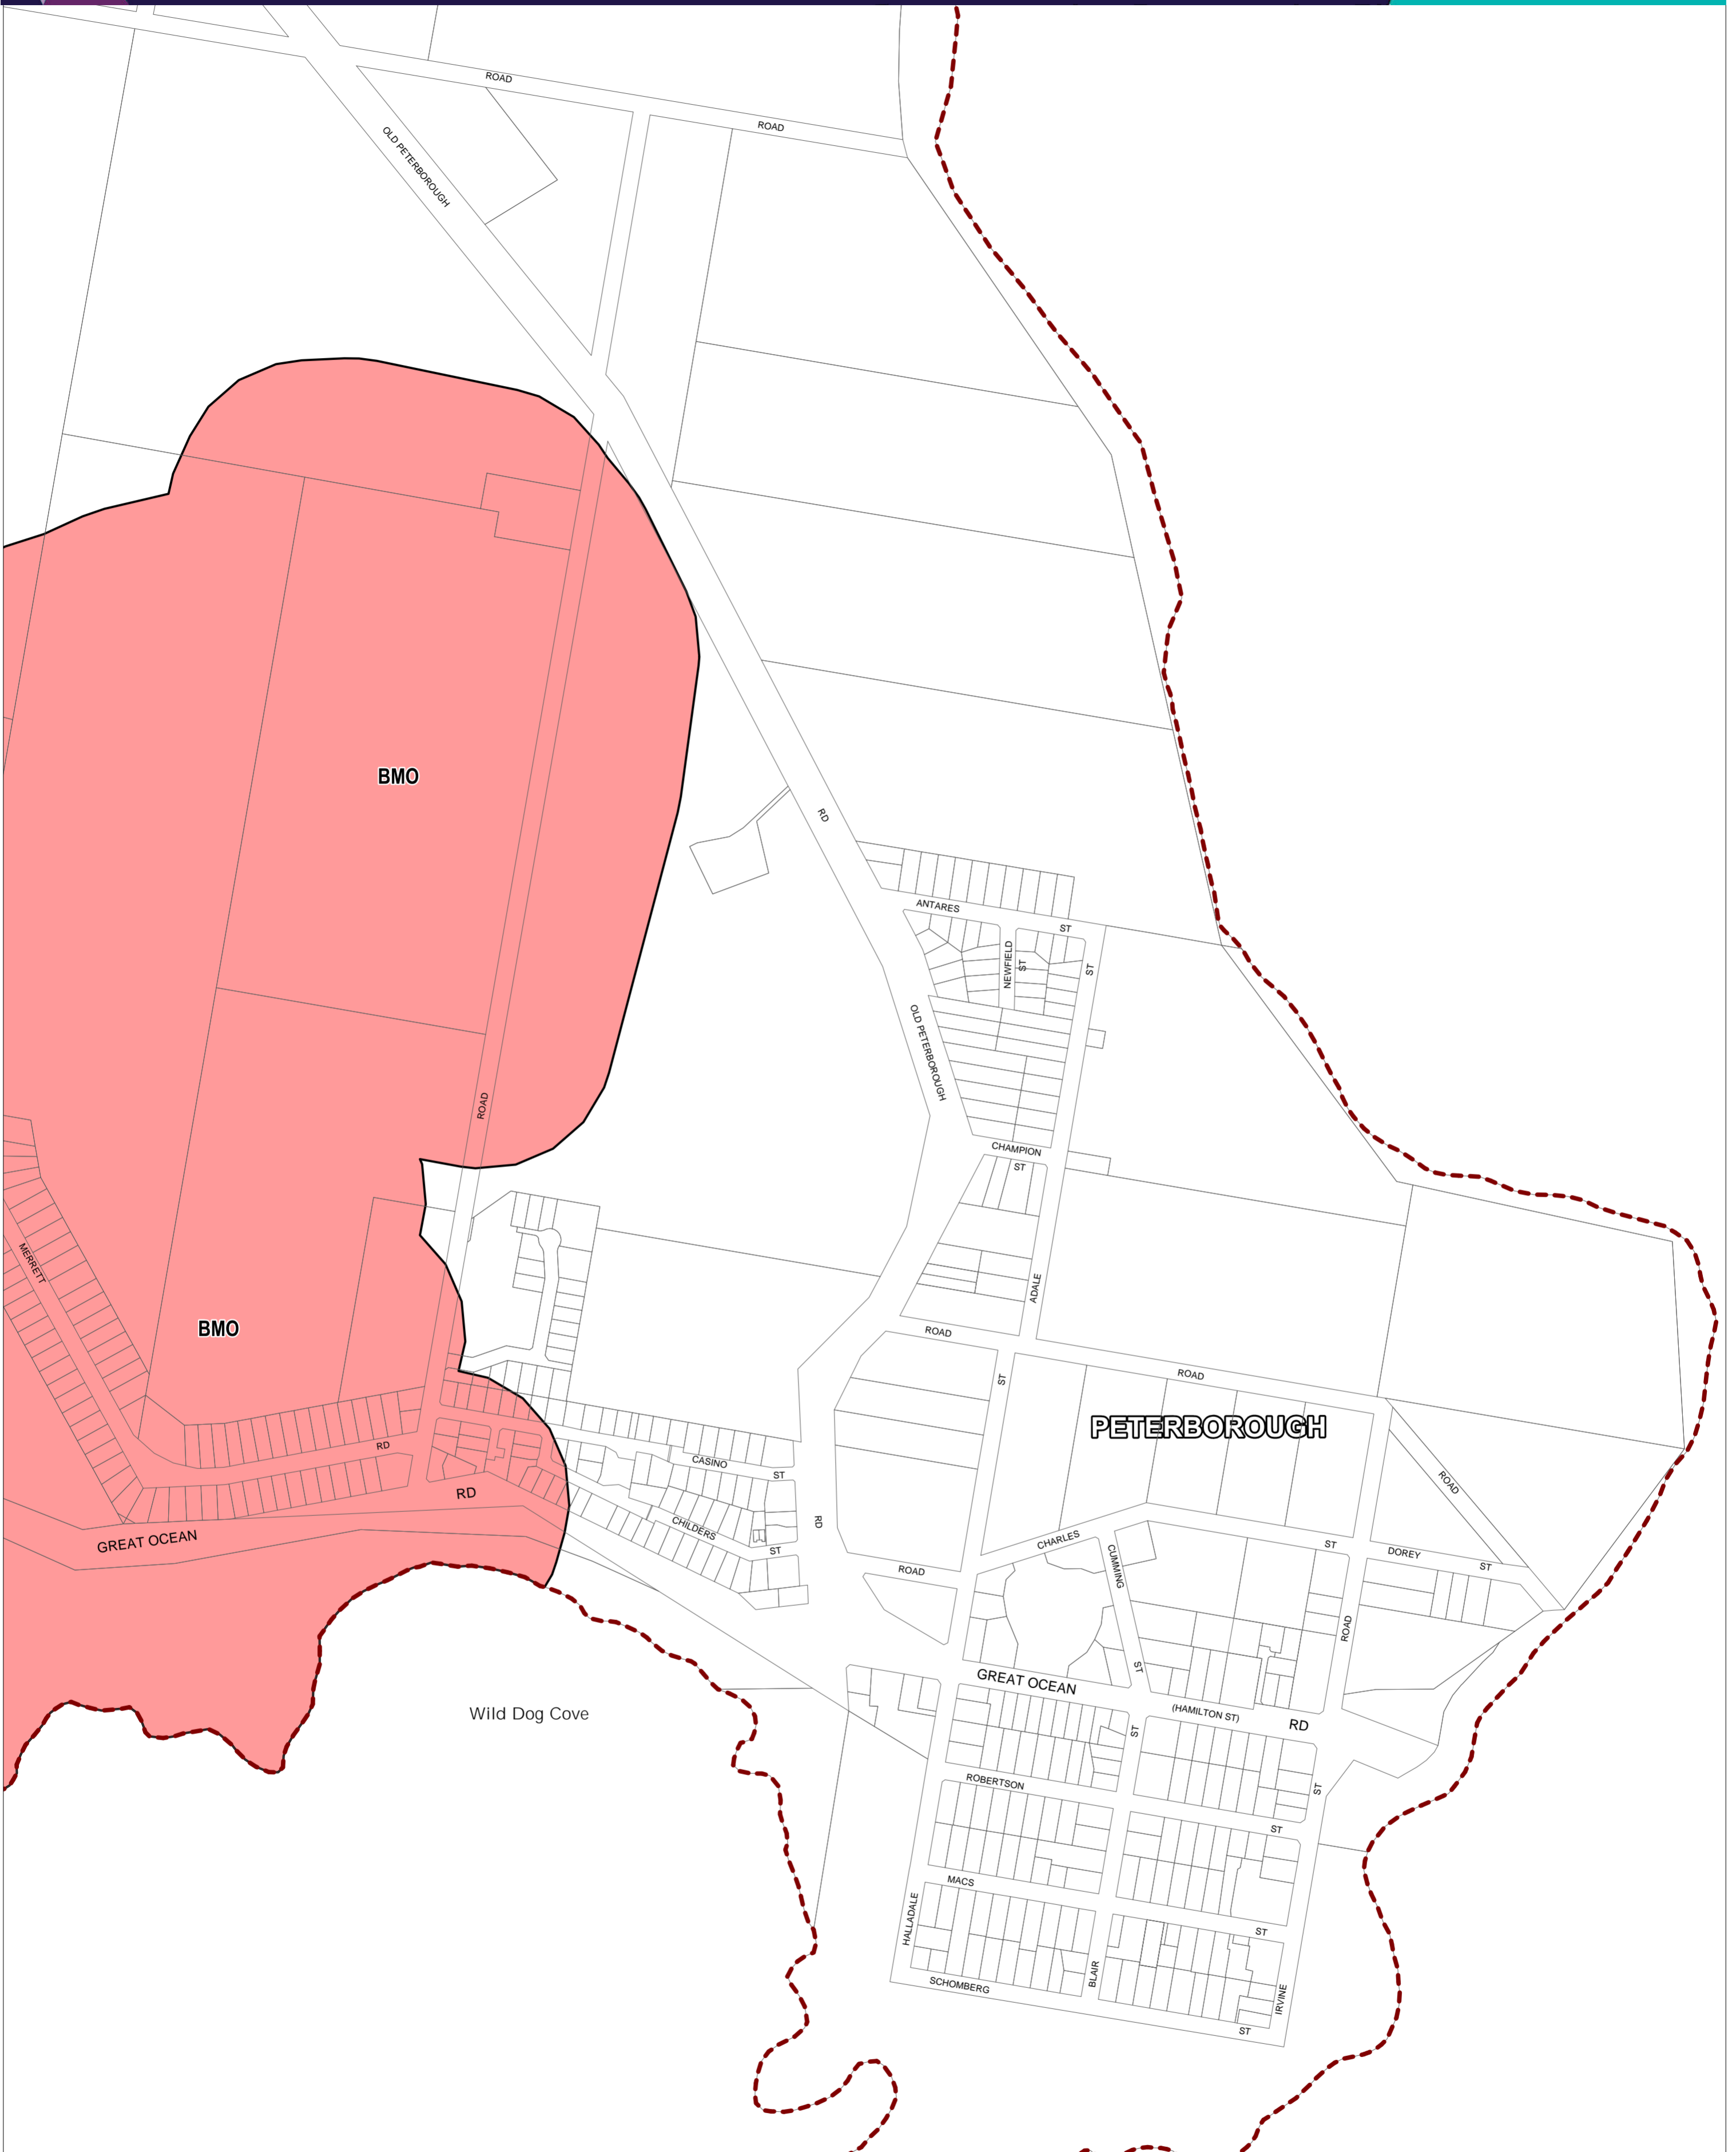 ROAD
ROAD
OLD PETERBOROUGH
BMO
RD
ANTARES
ST
NEWFIELD
ST
ST
OLD PETERBOROUGH
ROAD
CHAMPION
ST
MERRETT
ADALE
BMO
ROAD
ROAD
ST
PETERBOROUGH
RD
CASINO
ST
ROAD
RD
CHILDERS
RD
ST
GREAT OCEAN
CHARLES
ST
DOREY
ST
CUMMING
ROAD
ROAD
ST
GREAT OCEAN
(HAMILTON ST)
RD
Wild Dog Cove
ST
ROBERTSON
ST
ST
MACS
HALLADALE
ST
BLAIR
SCHOMBERG
IRVINE
ST